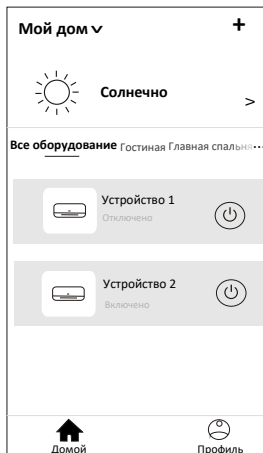 Мой дом
+
Солнечно
>
Все оборудование Гостиная Главная спальня...
Устройство 1
Отключено
Устройство 2
Включено
Домой Профиль